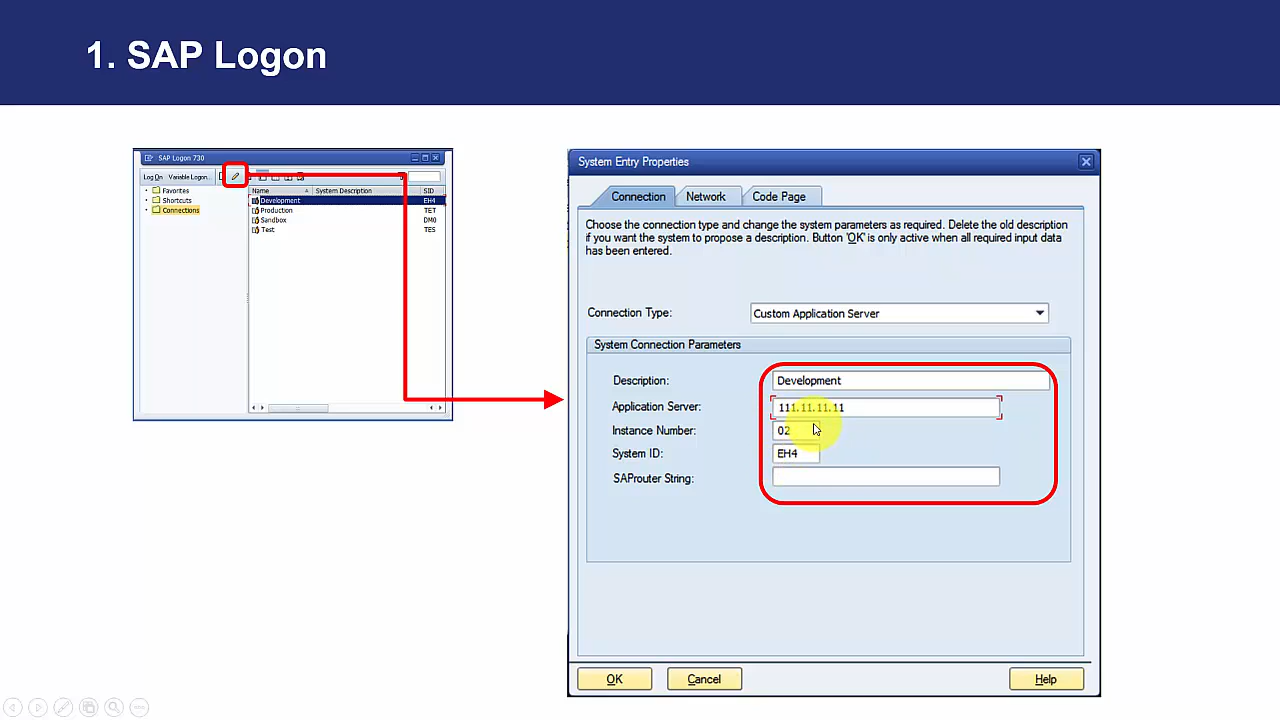 1. SAP Logon
SAP Logon 730
Log On Variable Logon...
Favorites
Shortcuts
Connections
Name System Description SID
Development EH4
Production TET
Sandbox DM0
Test TES
System Entry Properties
Connection Network Code Page
Choose the connection type and change the system parameters as required. Delete the old description
if you want the system to propose a description. Button 'OK' is only active when all required input data
has been entered.
Connection Type: Custom Application Server
System Connection Parameters
Description: Development
Application Server: 111.11.11.11
Instance Number: 02
System ID: EH4
SAProuter String:
OK Cancel Help